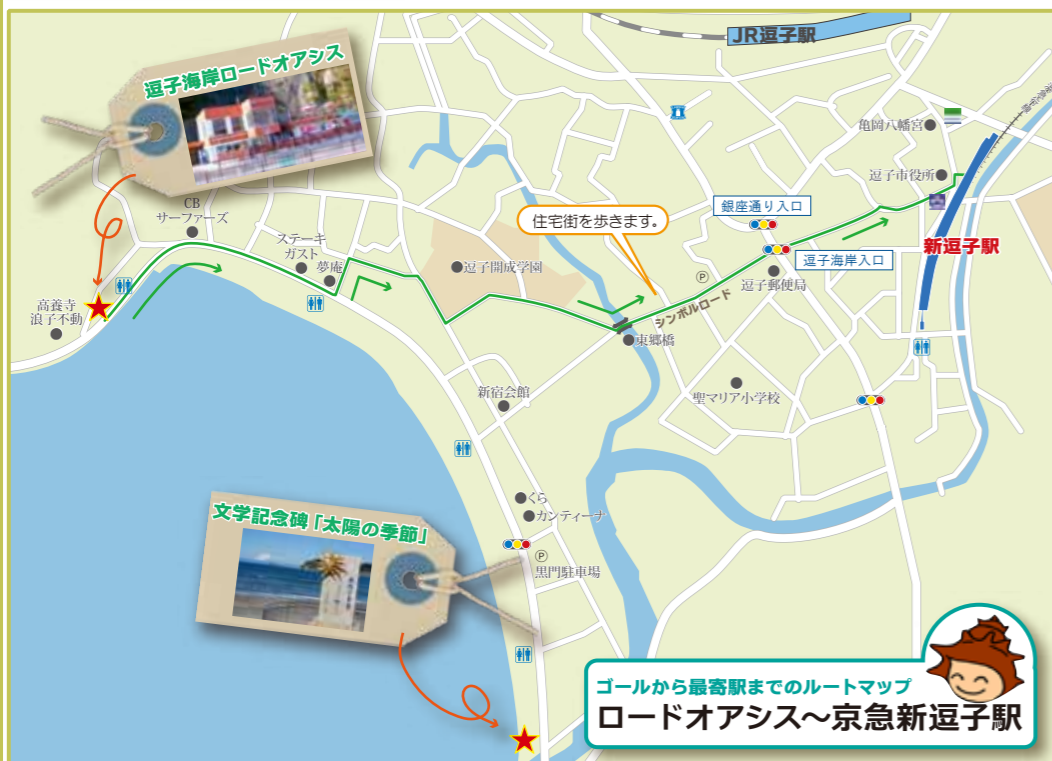 JR逗子駅
逗子海岸ロードオアシス
亀岡八幡宮
逗子市役所
CB
サーファーズ
銀座通り入口
住宅街を歩きます。
ステーキ
ガスト
夢庵
逗子開成学園
新逗子駅
逗子海岸入口
P
逗子郵便局
高養寺
浪子不動
シンボルロード
東郷橋
新宿会館
聖マリア小学校
くら
カンティーナ
文学記念碑「太陽の季節」
P
黒門駐車場
ゴールから最寄駅までのルートマップ
ロードオアシス～京急新逗子駅